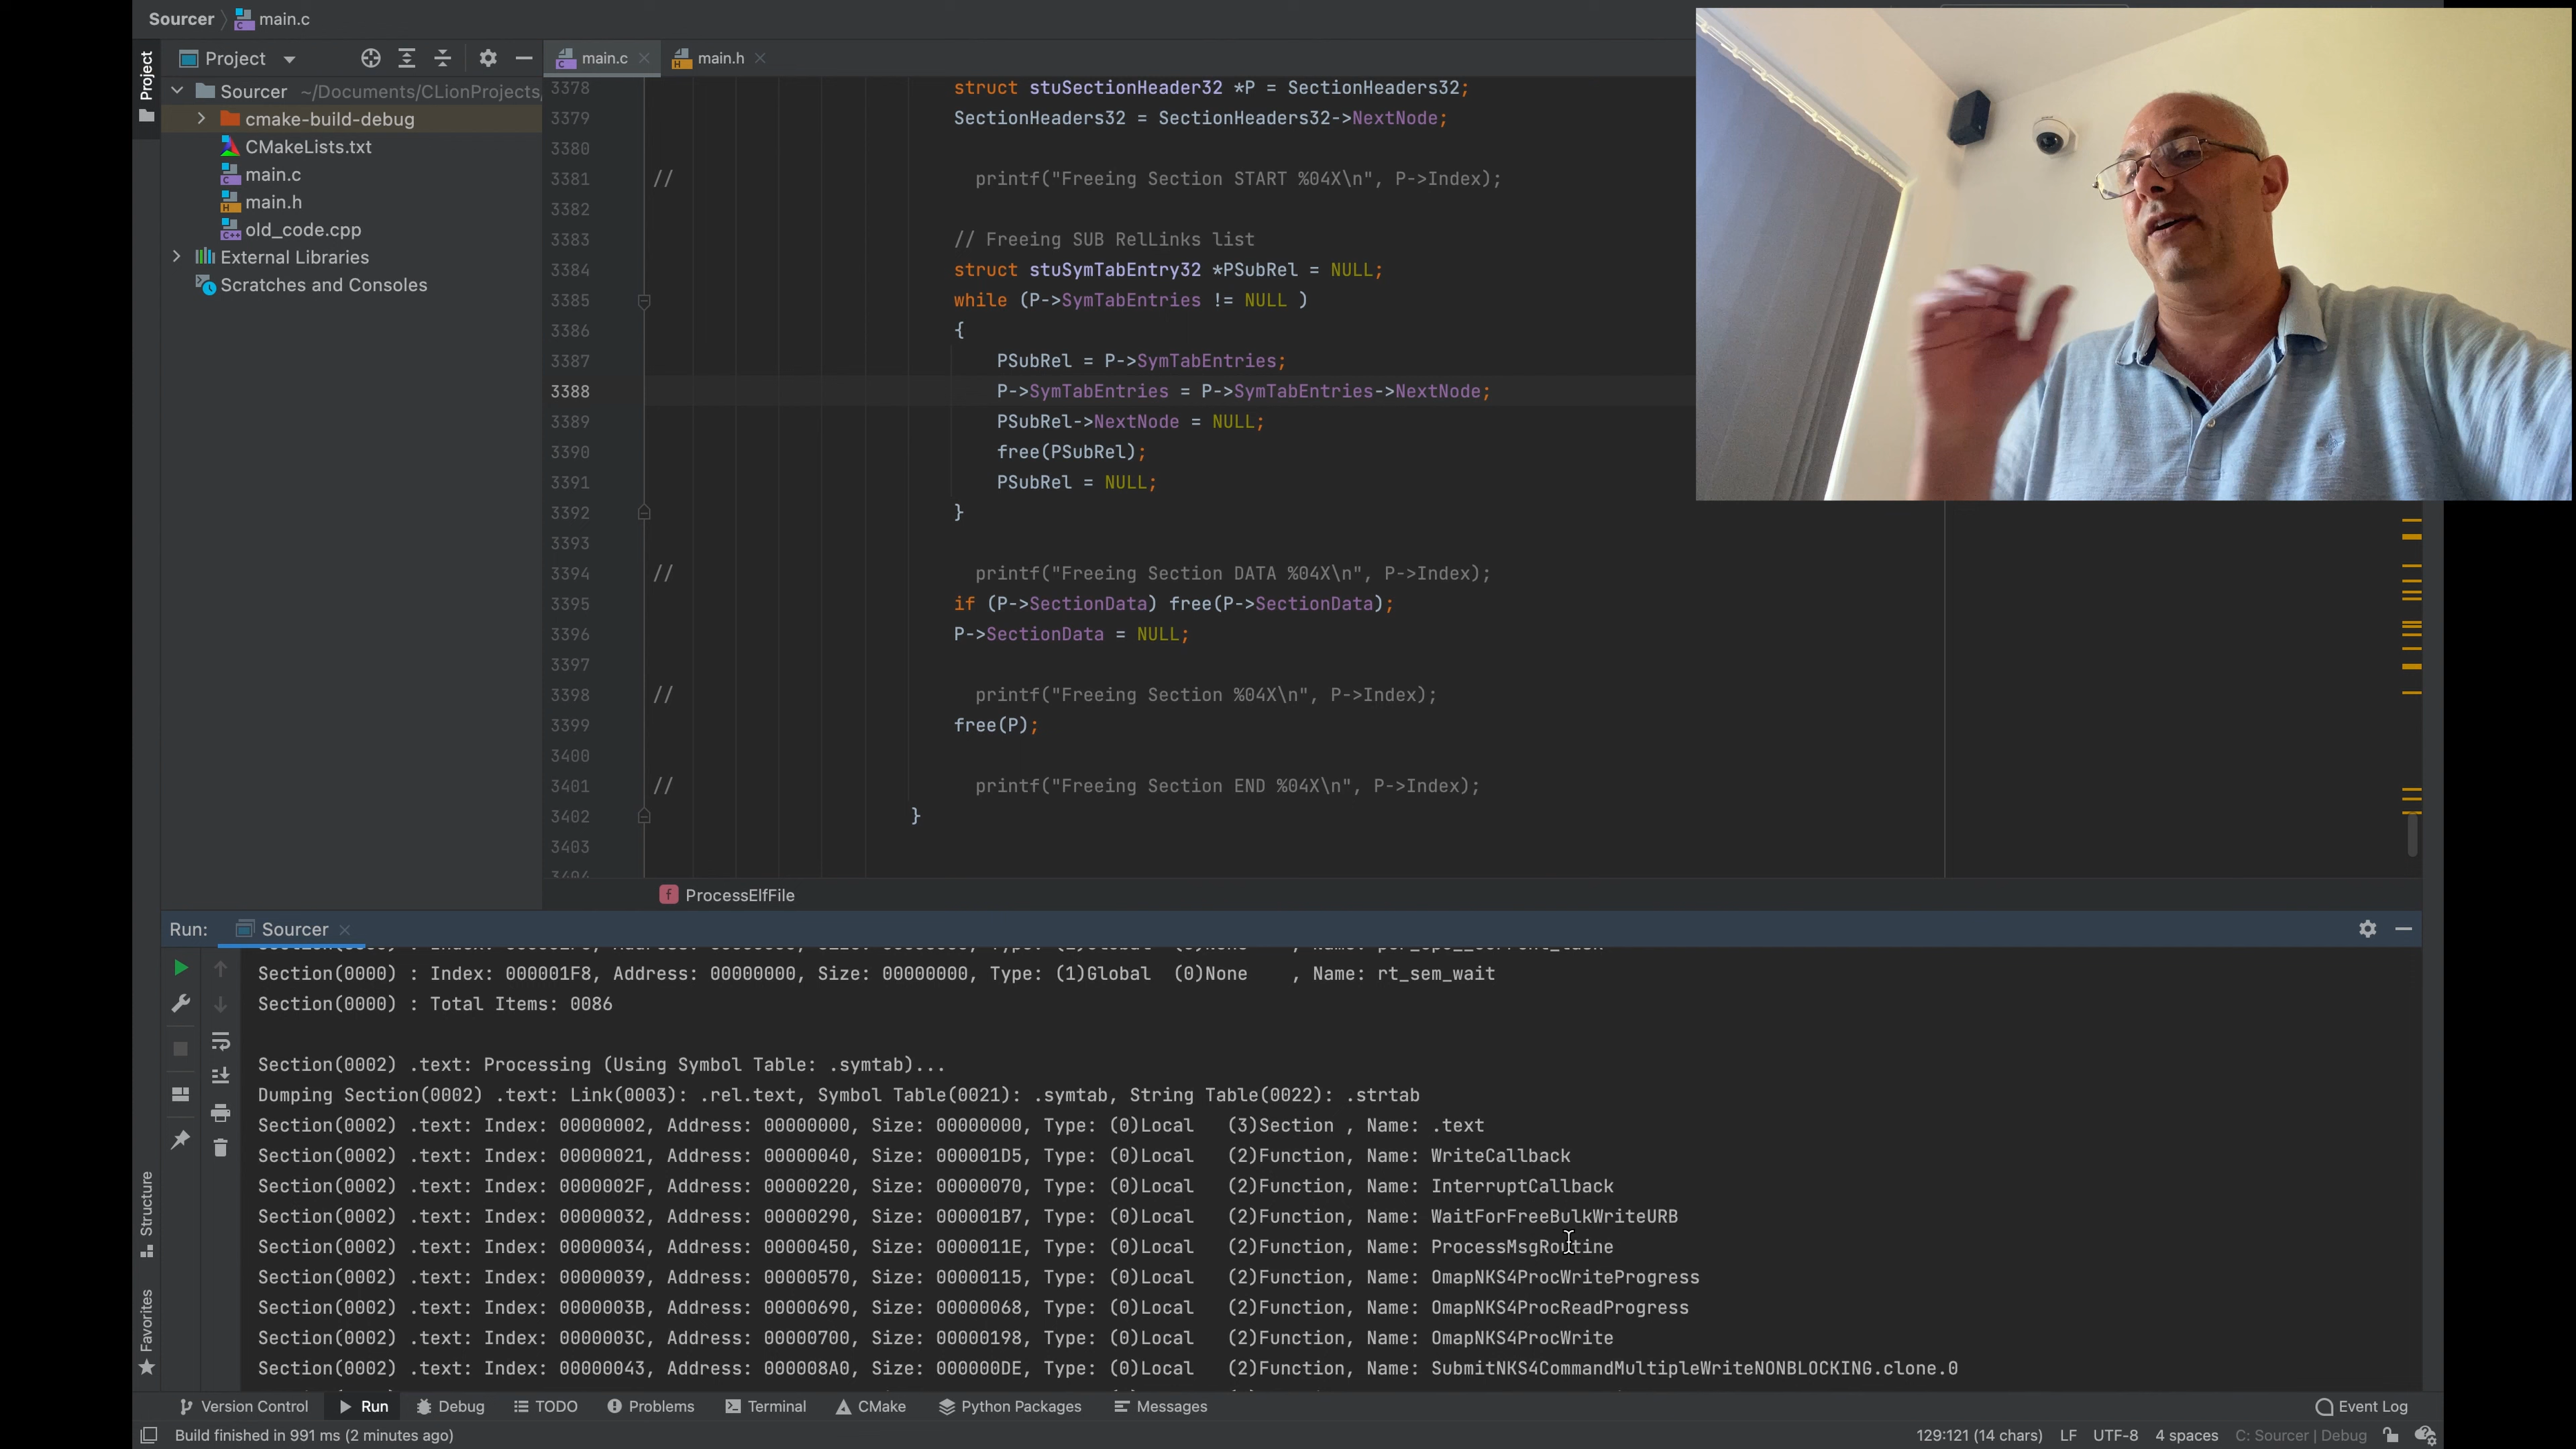 Sourcer main.c
Project
Project
main.c
main.h
Sourcer ~/Documents/CLionProjects,
cmake-build-debug
CMakeLists.txt
main.c
main.h
old_code.cpp
External Libraries
Scratches and Consoles
3378 struct stuSectionHeader32 *P = SectionHeaders32;
3379 SectionHeaders32 = SectionHeaders32->NextNode;
3380
3381 // printf("Freeing Section START %04X\n", P->Index);
3382
3383 // Freeing SUB RelLinks list
3384 struct stuSymTabEntry32 *PSubRel = NULL;
3385 while (P->SymTabEntries != NULL )
3386 {
3387 PSubRel = P->SymTabEntries;
3388 P->SymTabEntries = P->SymTabEntries->NextNode;
3389 PSubRel->NextNode = NULL;
3390 free(PSubRel);
3391 PSubRel = NULL;
3392 }
3393
3394 // printf("Freeing Section DATA %04X\n", P->Index);
3395 if (P->SectionData) free(P->SectionData);
3396 P->SectionData = NULL;
3397
3398 // printf("Freeing Section %04X\n", P->Index);
3399 free(P);
3400
3401 // printf("Freeing Section END %04X\n", P->Index);
3402 }
3403
3404
f ProcessElfFile
Run: Sourcer
Section(0000) : Index: 000001F8, Address: 00000000, Size: 00000000, Type: (1)Global (0)None , Name: rt_sem_wait
Section(0000) : Total Items: 0086
Section(0002) .text: Processing (Using Symbol Table: .symtab)...
Dumping Section(0002) .text: Link(0003): .rel.text, Symbol Table(0021): .symtab, String Table(0022): .strtab
Section(0002) .text: Index: 00000002, Address: 00000000, Size: 00000000, Type: (0)Local (3)Section , Name: .text
Section(0002) .text: Index: 00000021, Address: 00000040, Size: 000001D5, Type: (0)Local (2)Function, Name: WriteCallback
Section(0002) .text: Index: 0000002F, Address: 00000220, Size: 00000070, Type: (0)Local (2)Function, Name: InterruptCallback
Section(0002) .text: Index: 00000032, Address: 00000290, Size: 000001B7, Type: (0)Local (2)Function, Name: WaitForFreeBulkWriteURB
Section(0002) .text: Index: 00000034, Address: 00000450, Size: 0000011E, Type: (0)Local (2)Function, Name: ProcessMsgRoutine
Section(0002) .text: Index: 00000039, Address: 00000570, Size: 00000115, Type: (0)Local (2)Function, Name: OmapNKS4ProcWriteProgress
Section(0002) .text: Index: 0000003B, Address: 00000690, Size: 00000068, Type: (0)Local (2)Function, Name: OmapNKS4ProcReadProgress
Section(0002) .text: Index: 0000003C, Address: 00000700, Size: 00000198, Type: (0)Local (2)Function, Name: OmapNKS4ProcWrite
Section(0002) .text: Index: 00000043, Address: 000008A0, Size: 000000DE, Type: (0)Local (2)Function, Name: SubmitNKS4CommandMultipleWriteNONBLOCKING.clone.0
Structure
Favorites
Version Control Run Debug TODO Problems Terminal CMake Python Packages Messages Event Log
Build finished in 991 ms (2 minutes ago) 129:121 (14 chars) LF UTF-8 4 spaces C: Sourcer | Debug